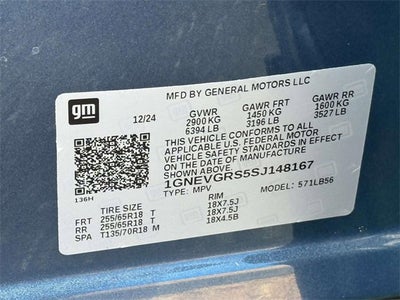 gm
MFD BY GENERAL MOTORS LLC
12/24 GVWR GAWR FRT GAWR RR
2900 KG 1450 KG 1600 KG
6394 LB 3196 LB 3527 LB
THIS VEHICLE CONFORMS TO ALL
APPLICABLE U.S. FEDERAL MOTOR
VEHICLE SAFETY STANDARDS IN EFFECT
ON THE DATE OF MANUFACTURE
1GNEVGRS5SJ148167
136H TYPE: MPV 571LB56
TIRE SIZE RIM
FRT 255/65R18 T 18X7.5J
RR 255/65R18 T 18X7.5J
SPA T135/70R18 M 18X4.5B